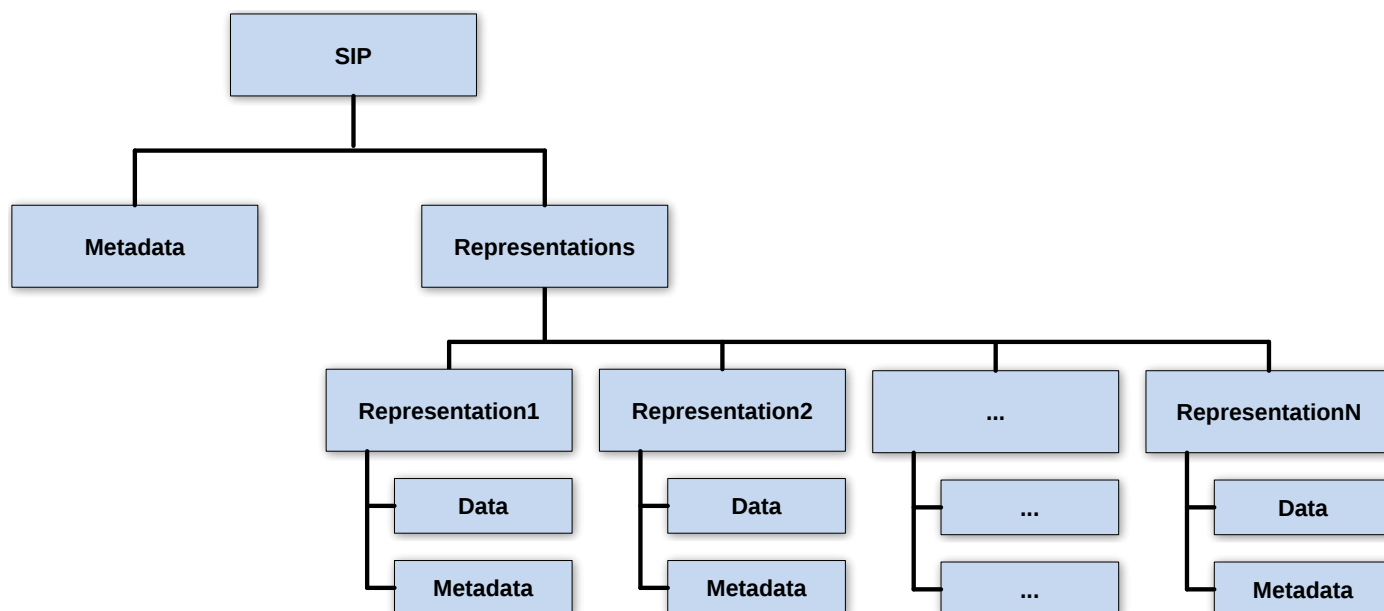 SIP
Metadata
Representations
Representation1
Representation2
...
RepresentationN
Data
Data
...
Data
Metadata
Metadata
...
Metadata